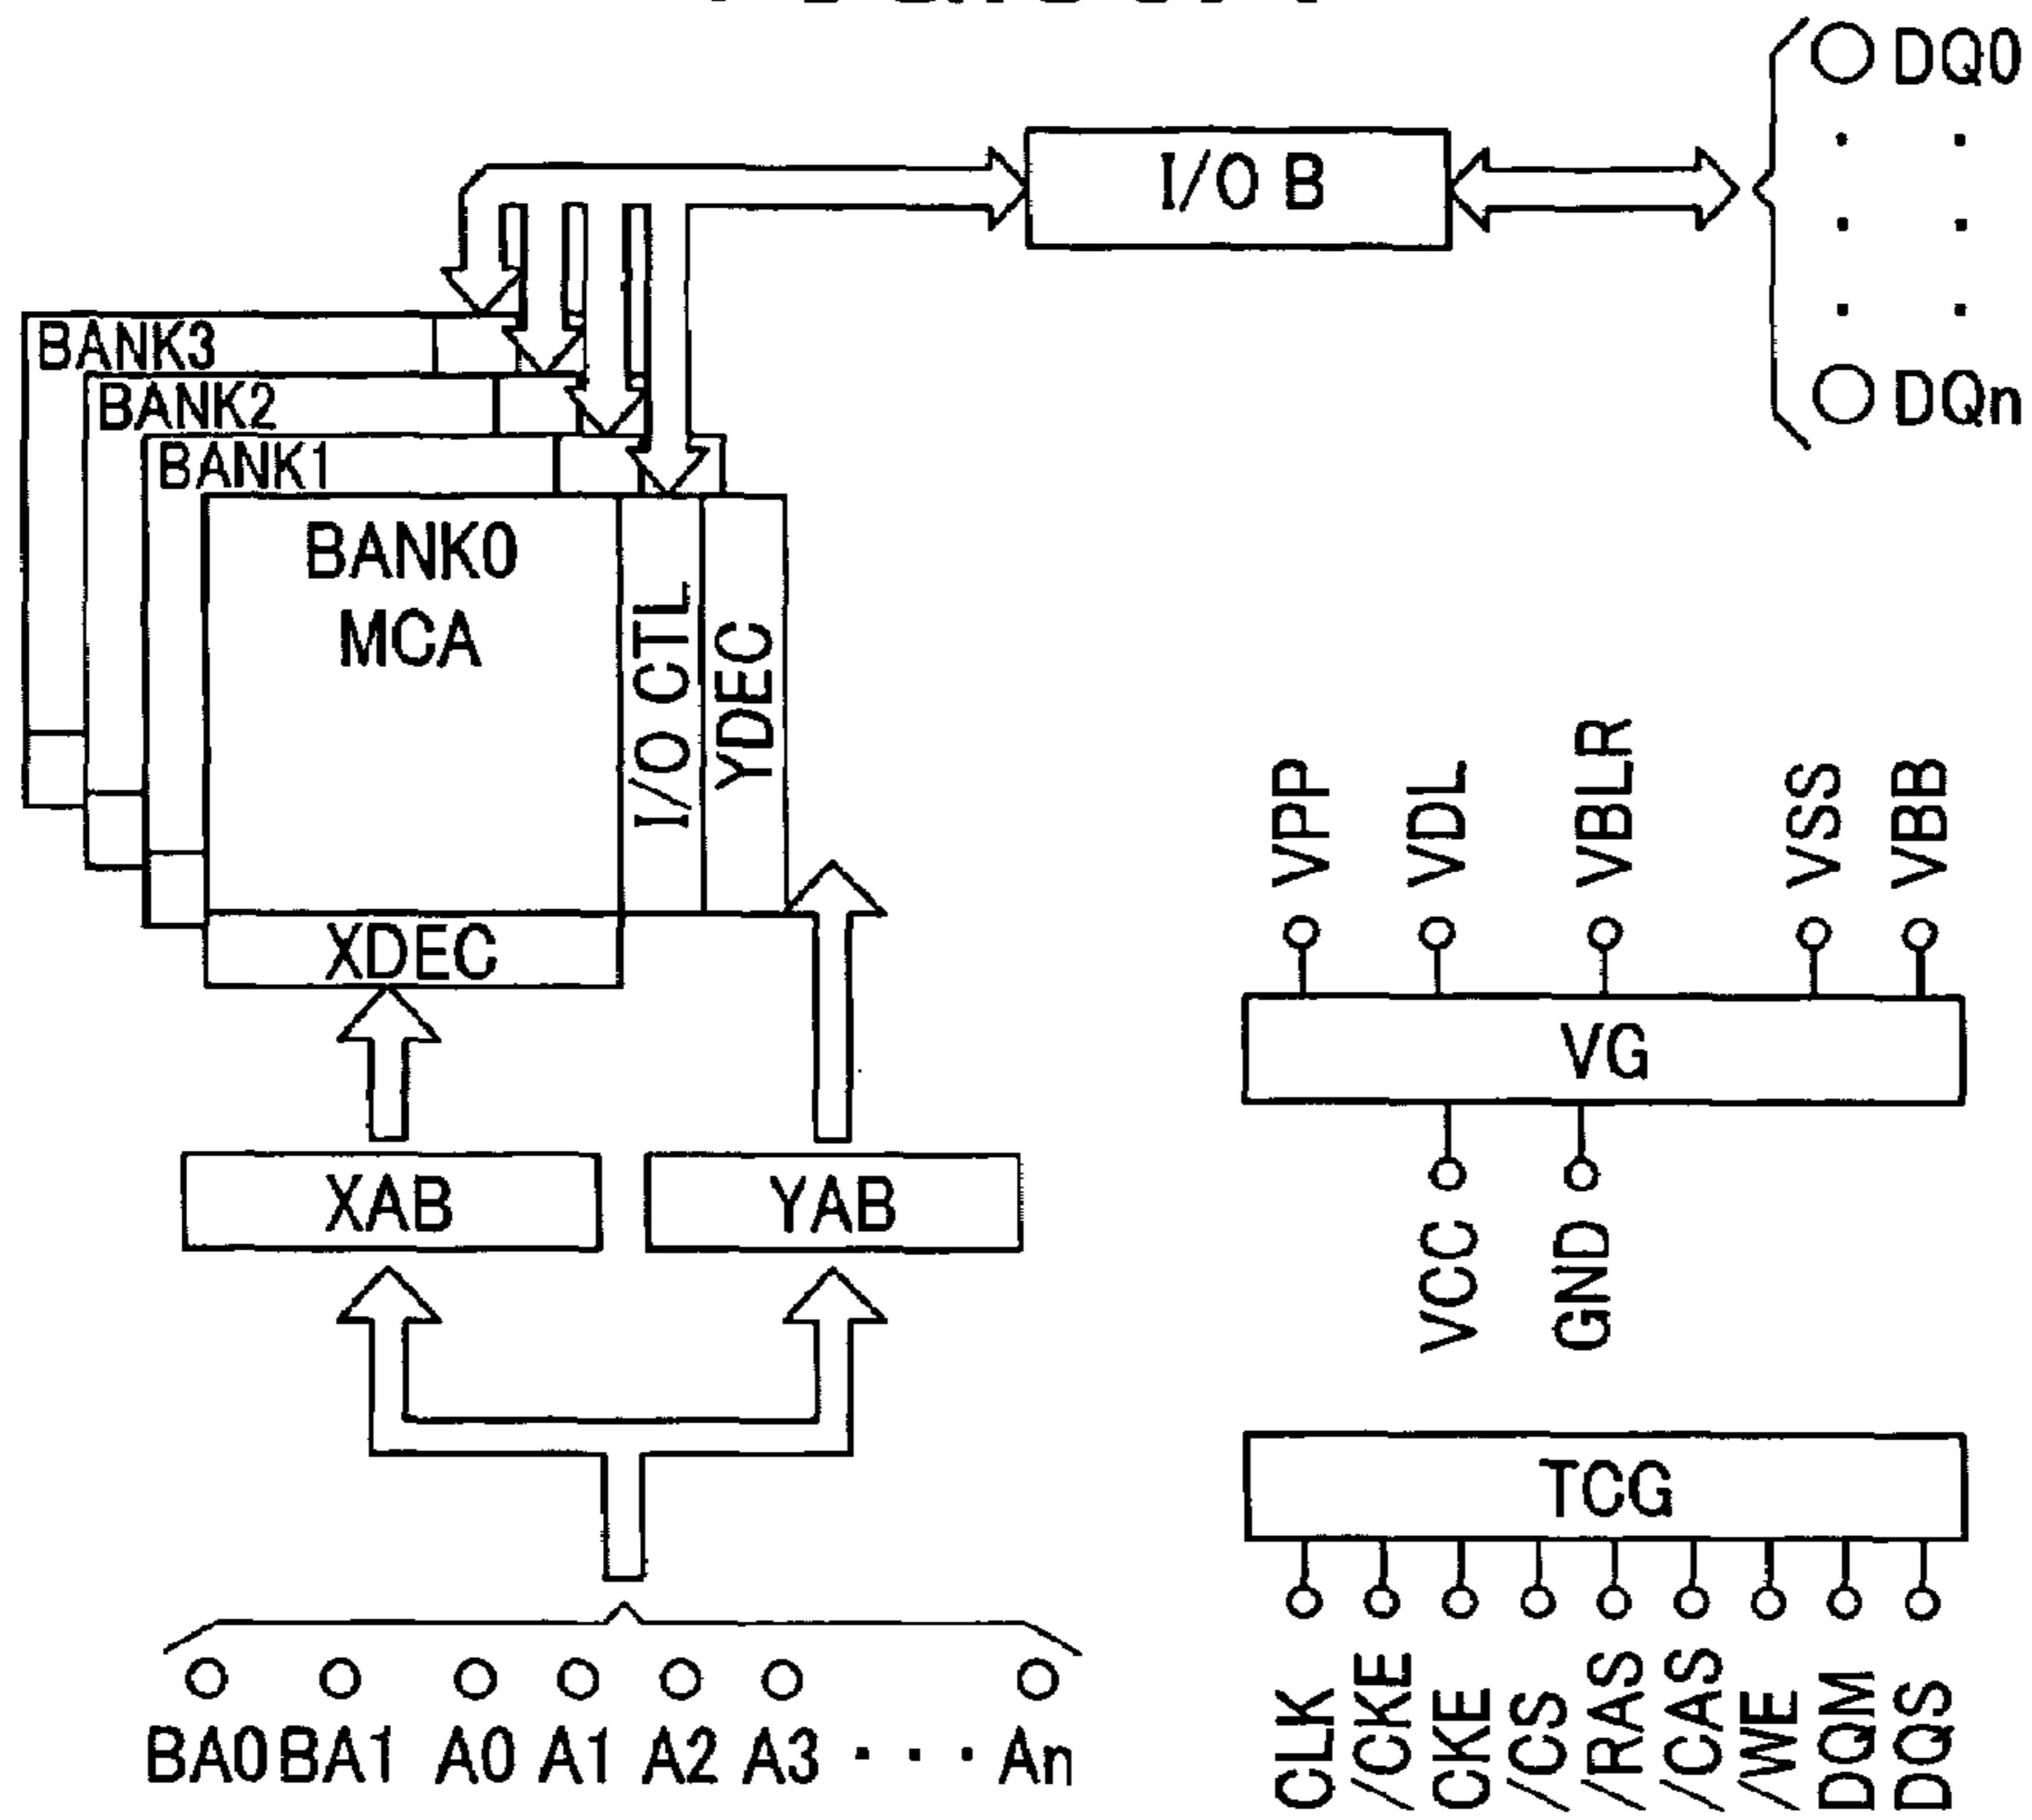 DQ0
I/O B
DQn
BANK3
BANK2
BANK1
BANK0
MCA
I/O CTL
YDEC
XDEC
XAB
YAB
BA0 BA1 A0 A1 A2 A3 ··· An
VPP
VDL
VBLR
VSS
VBB
VG
VCC
GND
TCG
CLK
/CKE
CKE
/CS
/RAS
/CAS
/WE
DQM
DQS